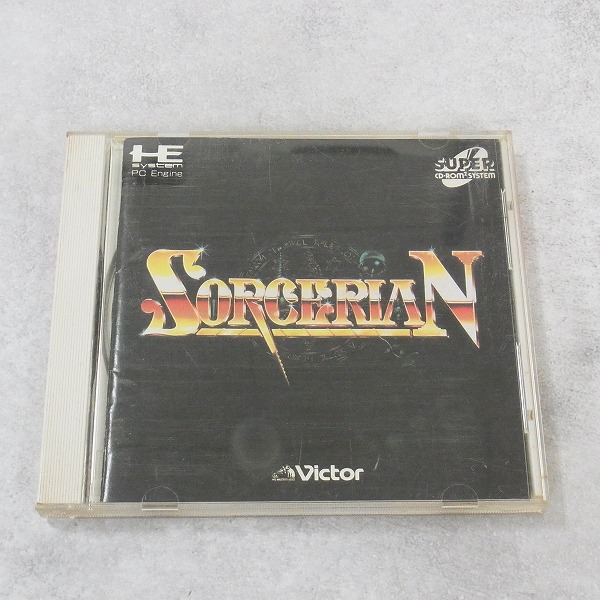 HE
system
PC Engine
SUPER
CD-ROM² SYSTEM
SORCERIAN
Victor